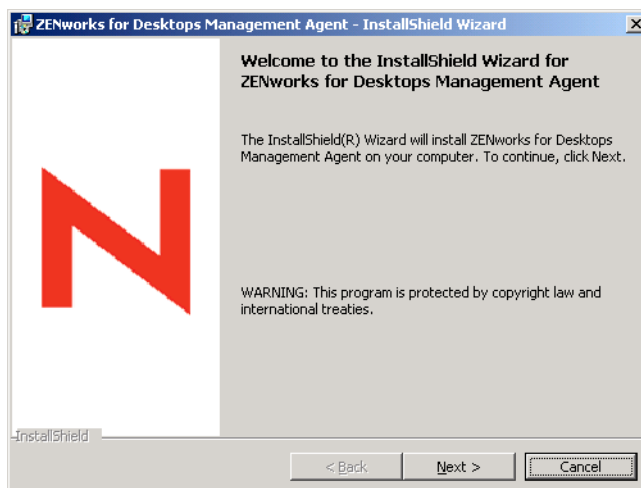 ZENworks for Desktops Management Agent - InstallShield Wizard
Welcome to the InstallShield Wizard for
ZENworks for Desktops Management Agent
The InstallShield(R) Wizard will install ZENworks for Desktops
Management Agent on your computer. To continue, click Next.
WARNING: This program is protected by copyright law and
international treaties.
InstallShield
< Back
Next >
Cancel